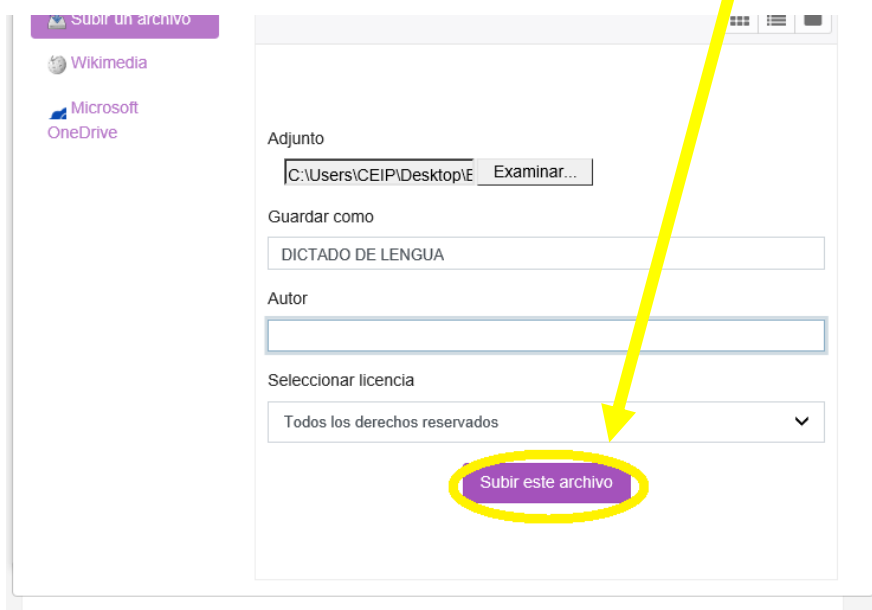 Subir un archivo
Wikimedia
Microsoft
OneDrive
Adjunto
C:\Users\CEIP\Desktop\E Examinar...
Guardar como
DICTADO DE LENGUA
Autor
Seleccionar licencia
Todos los derechos reservados
Subir este archivo